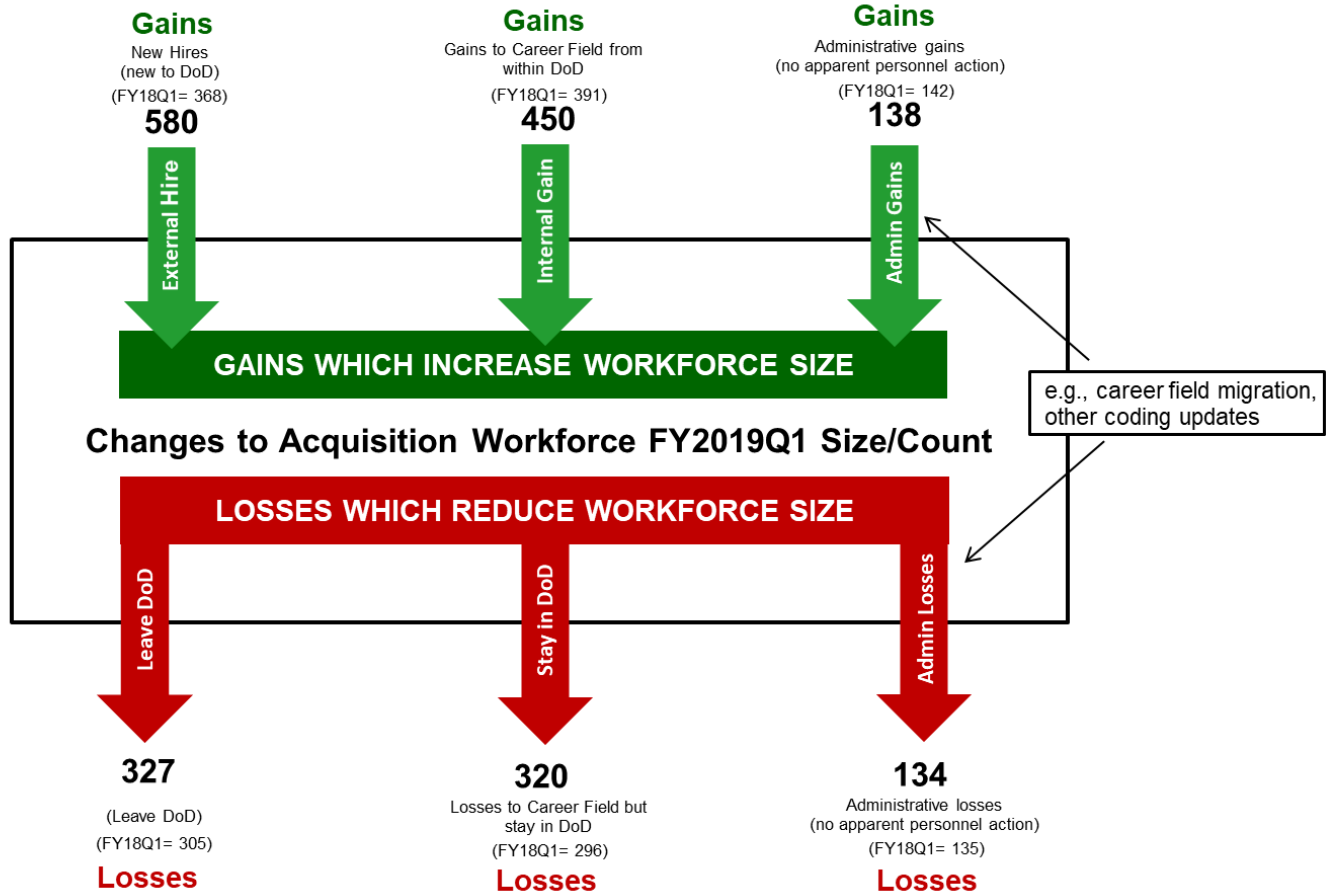 Gains
New Hires
(new to DoD)
(FY18Q1= 368)
580
Gains
Gains to Career Field from
within DoD
(FY18Q1= 391)
450
Gains
Administrative gains
(no apparent personnel action)
(FY18Q1= 142)
138
External Hire
Internal Gain
Admin Gains
GAINS WHICH INCREASE WORKFORCE SIZE
e.g., career field migration,
other coding updates
Changes to Acquisition Workforce FY2019Q1 Size/Count
LOSSES WHICH REDUCE WORKFORCE SIZE
Leave DoD
Stay in DoD
Admin Losses
327
(Leave DoD)
(FY18Q1= 305)
Losses
320
Losses to Career Field but
stay in DoD
(FY18Q1= 296)
Losses
134
Administrative losses
(no apparent personnel action)
(FY18Q1= 135)
Losses